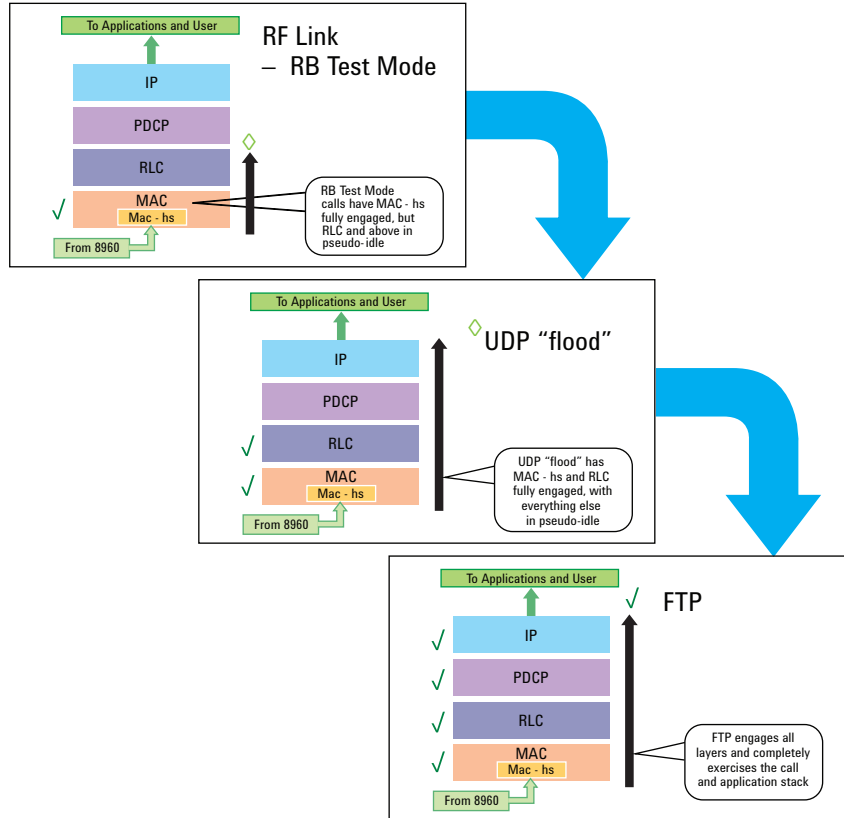 To Applications and User
RF Link
– RB Test Mode
IP
PDCP
RLC
MAC
Mac - hs
From 8960
RB Test Mode
calls have MAC - hs
fully engaged, but
RLC and above in
pseudo-idle
To Applications and User
UDP “flood”
IP
PDCP
RLC
MAC
Mac - hs
From 8960
UDP “flood” has
MAC - hs and RLC
fully engaged, with
everything else
in pseudo-idle
To Applications and User
FTP
IP
PDCP
RLC
MAC
Mac - hs
From 8960
FTP engages all
layers and completely
exercises the call
and application stack